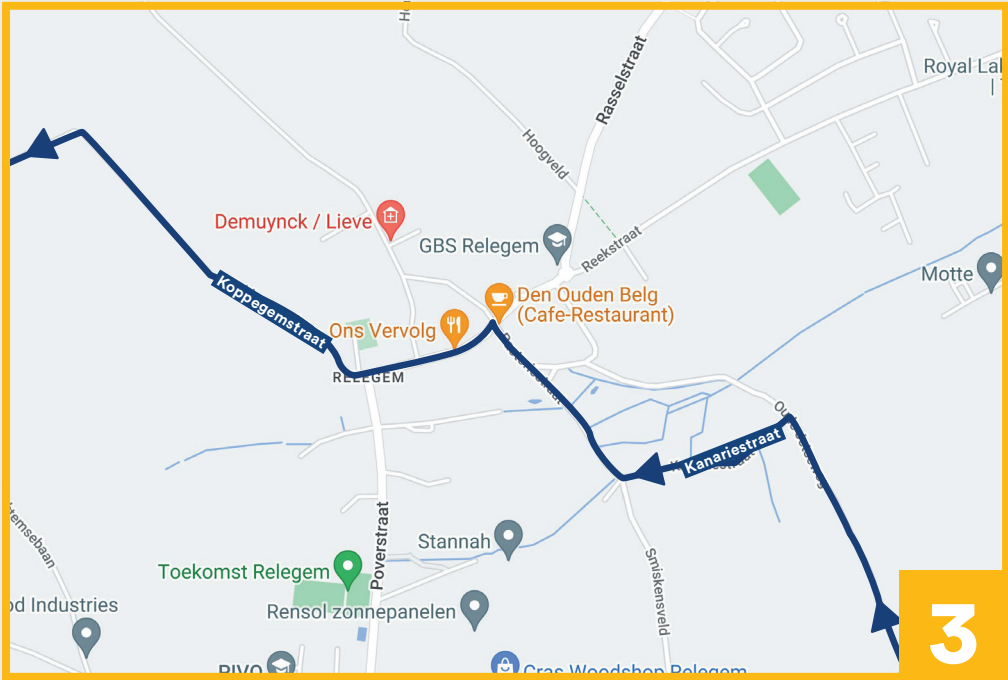 Rasselstraat
Royal Lal
Hoogveld
Demuynck / Lieve
GBS Relegem
Reekstraat
Motte
Koppegemstraat
Den Ouden Belg
(Cafe-Restaurant)
Ons Vervolg
RELEGEM
Kanariestraat
Poverstraat
Stannah
Smiskensveld
Toekomst Relegem
Rensol zonnepanelen
od Industries
Cras Woodshop Relegem
3